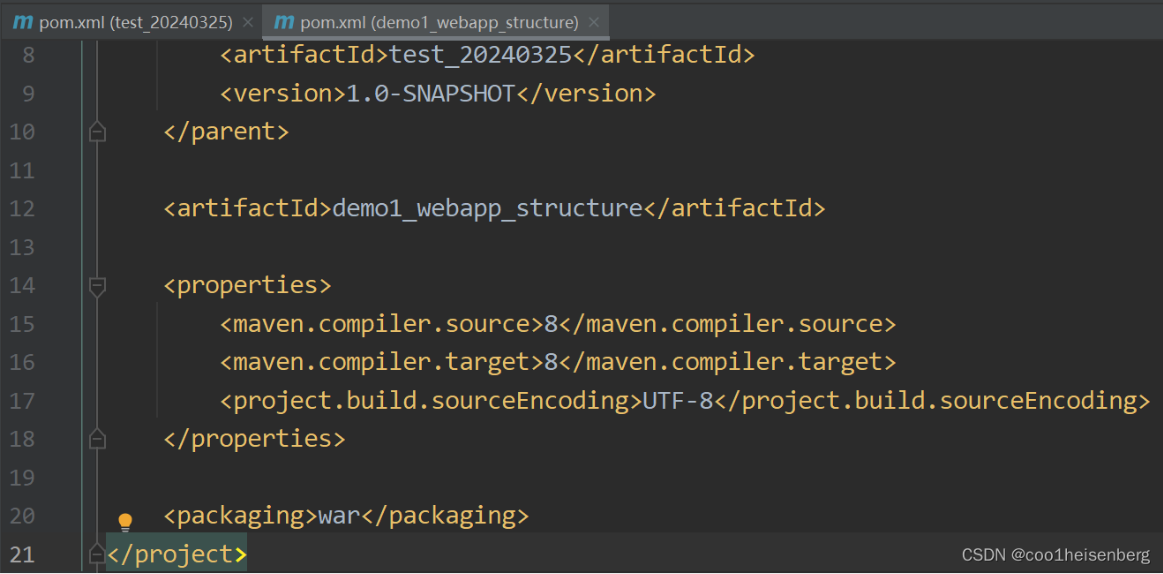 pom.xml (test_20240325) × pom.xml (demo1_webapp_structure) ×
8 <artifactId>test_20240325</artifactId>
9 <version>1.0-SNAPSHOT</version>
10 </parent>
11
12 <artifactId>demo1_webapp_structure</artifactId>
13
14 <properties>
15 <maven.compiler.source>8</maven.compiler.source>
16 <maven.compiler.target>8</maven.compiler.target>
17 <project.build.sourceEncoding>UTF-8</project.build.sourceEncoding>
18 </properties>
19
20 <packaging>war</packaging>
21 </project>
CSDN @coo1heisenberg